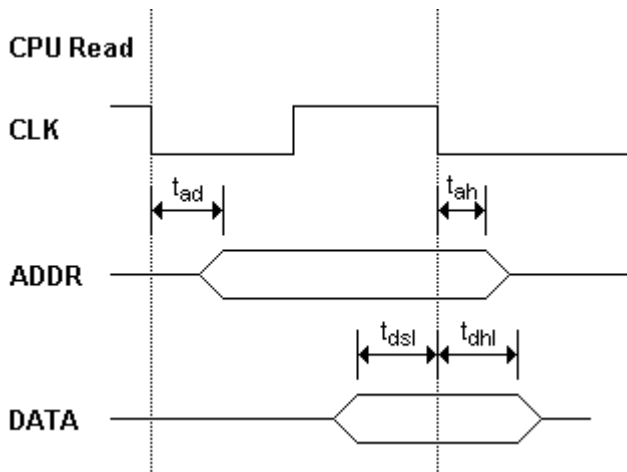 CPU Read
CLK
t_ad
t_ah
ADDR
t_dsl
t_dhl
DATA